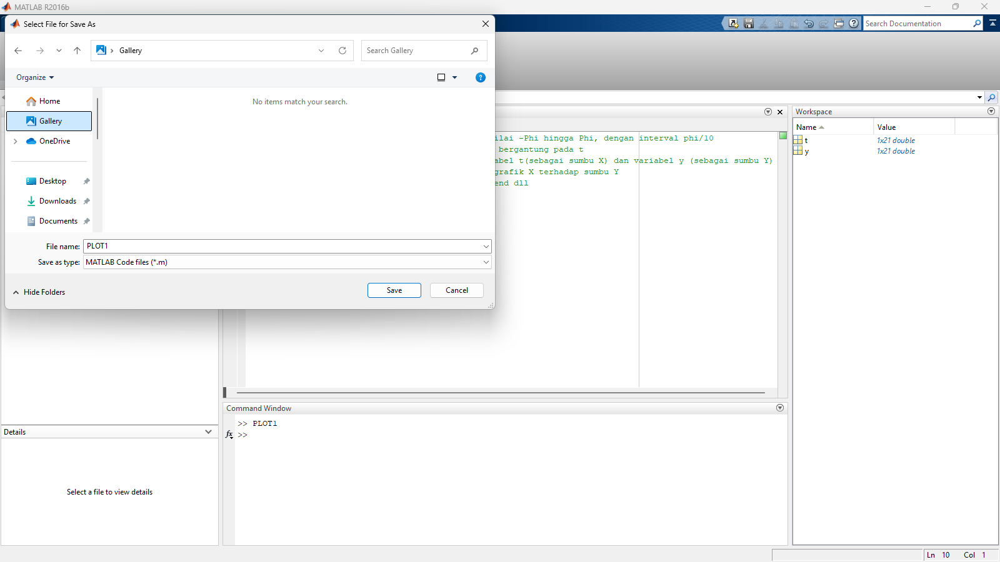 MATLAB R2016b
Select File for Save As
Search Documentation
Gallery
Search Gallery
Organize
Home
No items match your search.
Gallery
OneDrive
Desktop
Downloads
Documents
File name: PLOT1
Save as type: MATLAB Code files (*.m)
Hide Folders
Save
Cancel
ilai -Phi hingga Phi, dengan interval phi/10
bergantung pada t
abel t(sebagai sumbu X) dan variabel y (sebagai sumbu Y)
grafik X terhadap sumbu Y
end dll
Workspace
Name Value
t 1x21 double
y 1x21 double
Command Window
>> PLOT1
fx >>
Details
Select a file to view details
Ln 10 Col 1